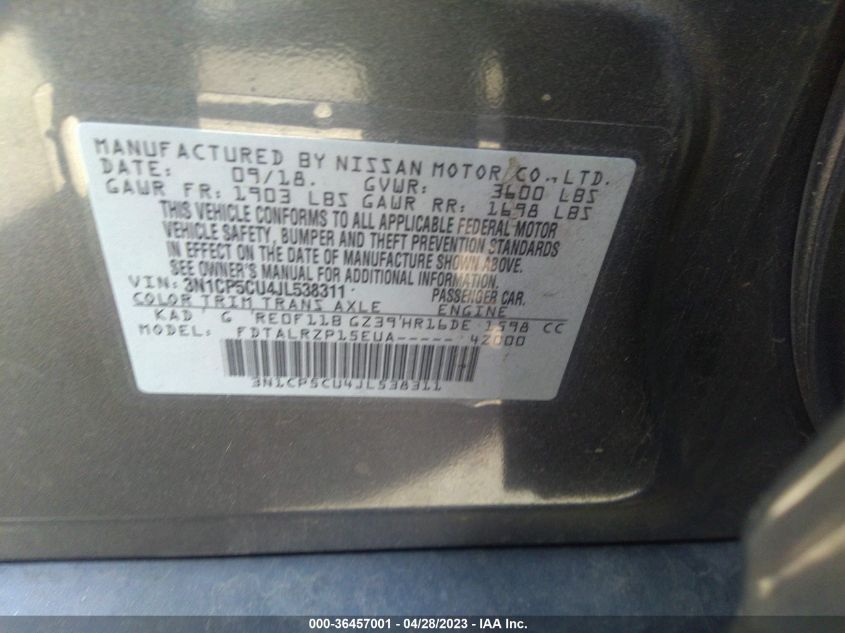 MANUFACTURED BY NISSAN MOTOR CO.,LTD.
DATE: 09/18. GVWR: 3600 LBS
GAWR FR: 1903 LBS GAWR RR: 1698 LBS
THIS VEHICLE CONFORMS TO ALL APPLICABLE FEDERAL MOTOR
VEHICLE SAFETY, BUMPER AND THEFT PREVENTION STANDARDS
IN EFFECT ON THE DATE OF MANUFACTURE SHOWN ABOVE.
SEE OWNER'S MANUAL FOR ADDITIONAL INFORMATION.
VIN: 3N1CP5CU4JL538311 PASSENGER CAR.
COLOR TRIM TRANS AXLE ENGINE
KAD G RE0F11B GZ39 HR16DE 1598 CC
MODEL: FDTALRZP15EUA----- 42000
3N1CP5CU4JL538311
000-36457001 | 04/28/2023 - IAA Inc.